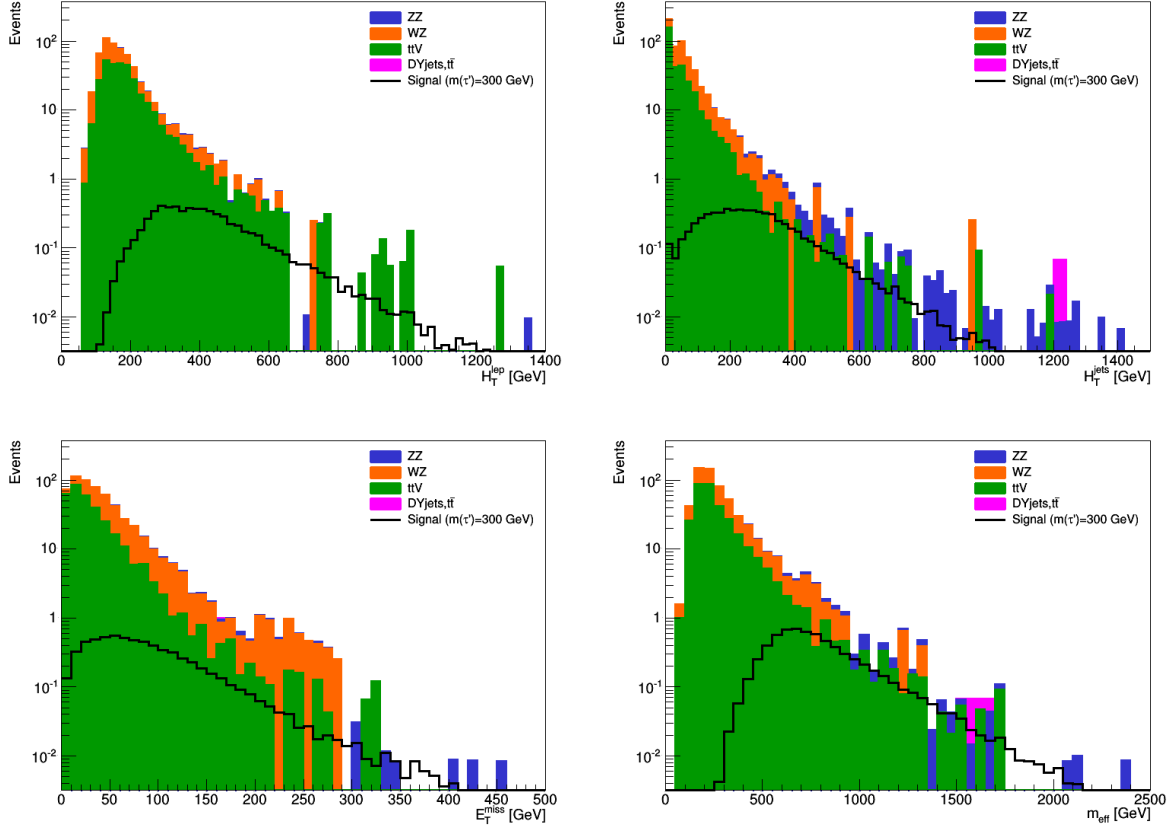 Events
ZZ
WZ
ttV
DYjets,tt̄
Signal (m(τ')=300 GeV)
10²
10
1
10⁻¹
10⁻²
0 200 400 600 800 1000 1200 1400
H_T^lep [GeV]
Events
ZZ
WZ
ttV
DYjets,tt̄
Signal (m(τ')=300 GeV)
10²
10
1
10⁻¹
10⁻²
0 200 400 600 800 1000 1200 1400
H_T^jets [GeV]
Events
ZZ
WZ
ttV
DYjets,tt̄
Signal (m(τ')=300 GeV)
10²
10
1
10⁻¹
10⁻²
0 50 100 150 200 250 300 350 400 450 500
E_T^miss [GeV]
Events
ZZ
WZ
ttV
DYjets,tt̄
Signal (m(τ')=300 GeV)
10²
10
1
10⁻¹
10⁻²
0 500 1000 1500 2000 2500
m_eff [GeV]